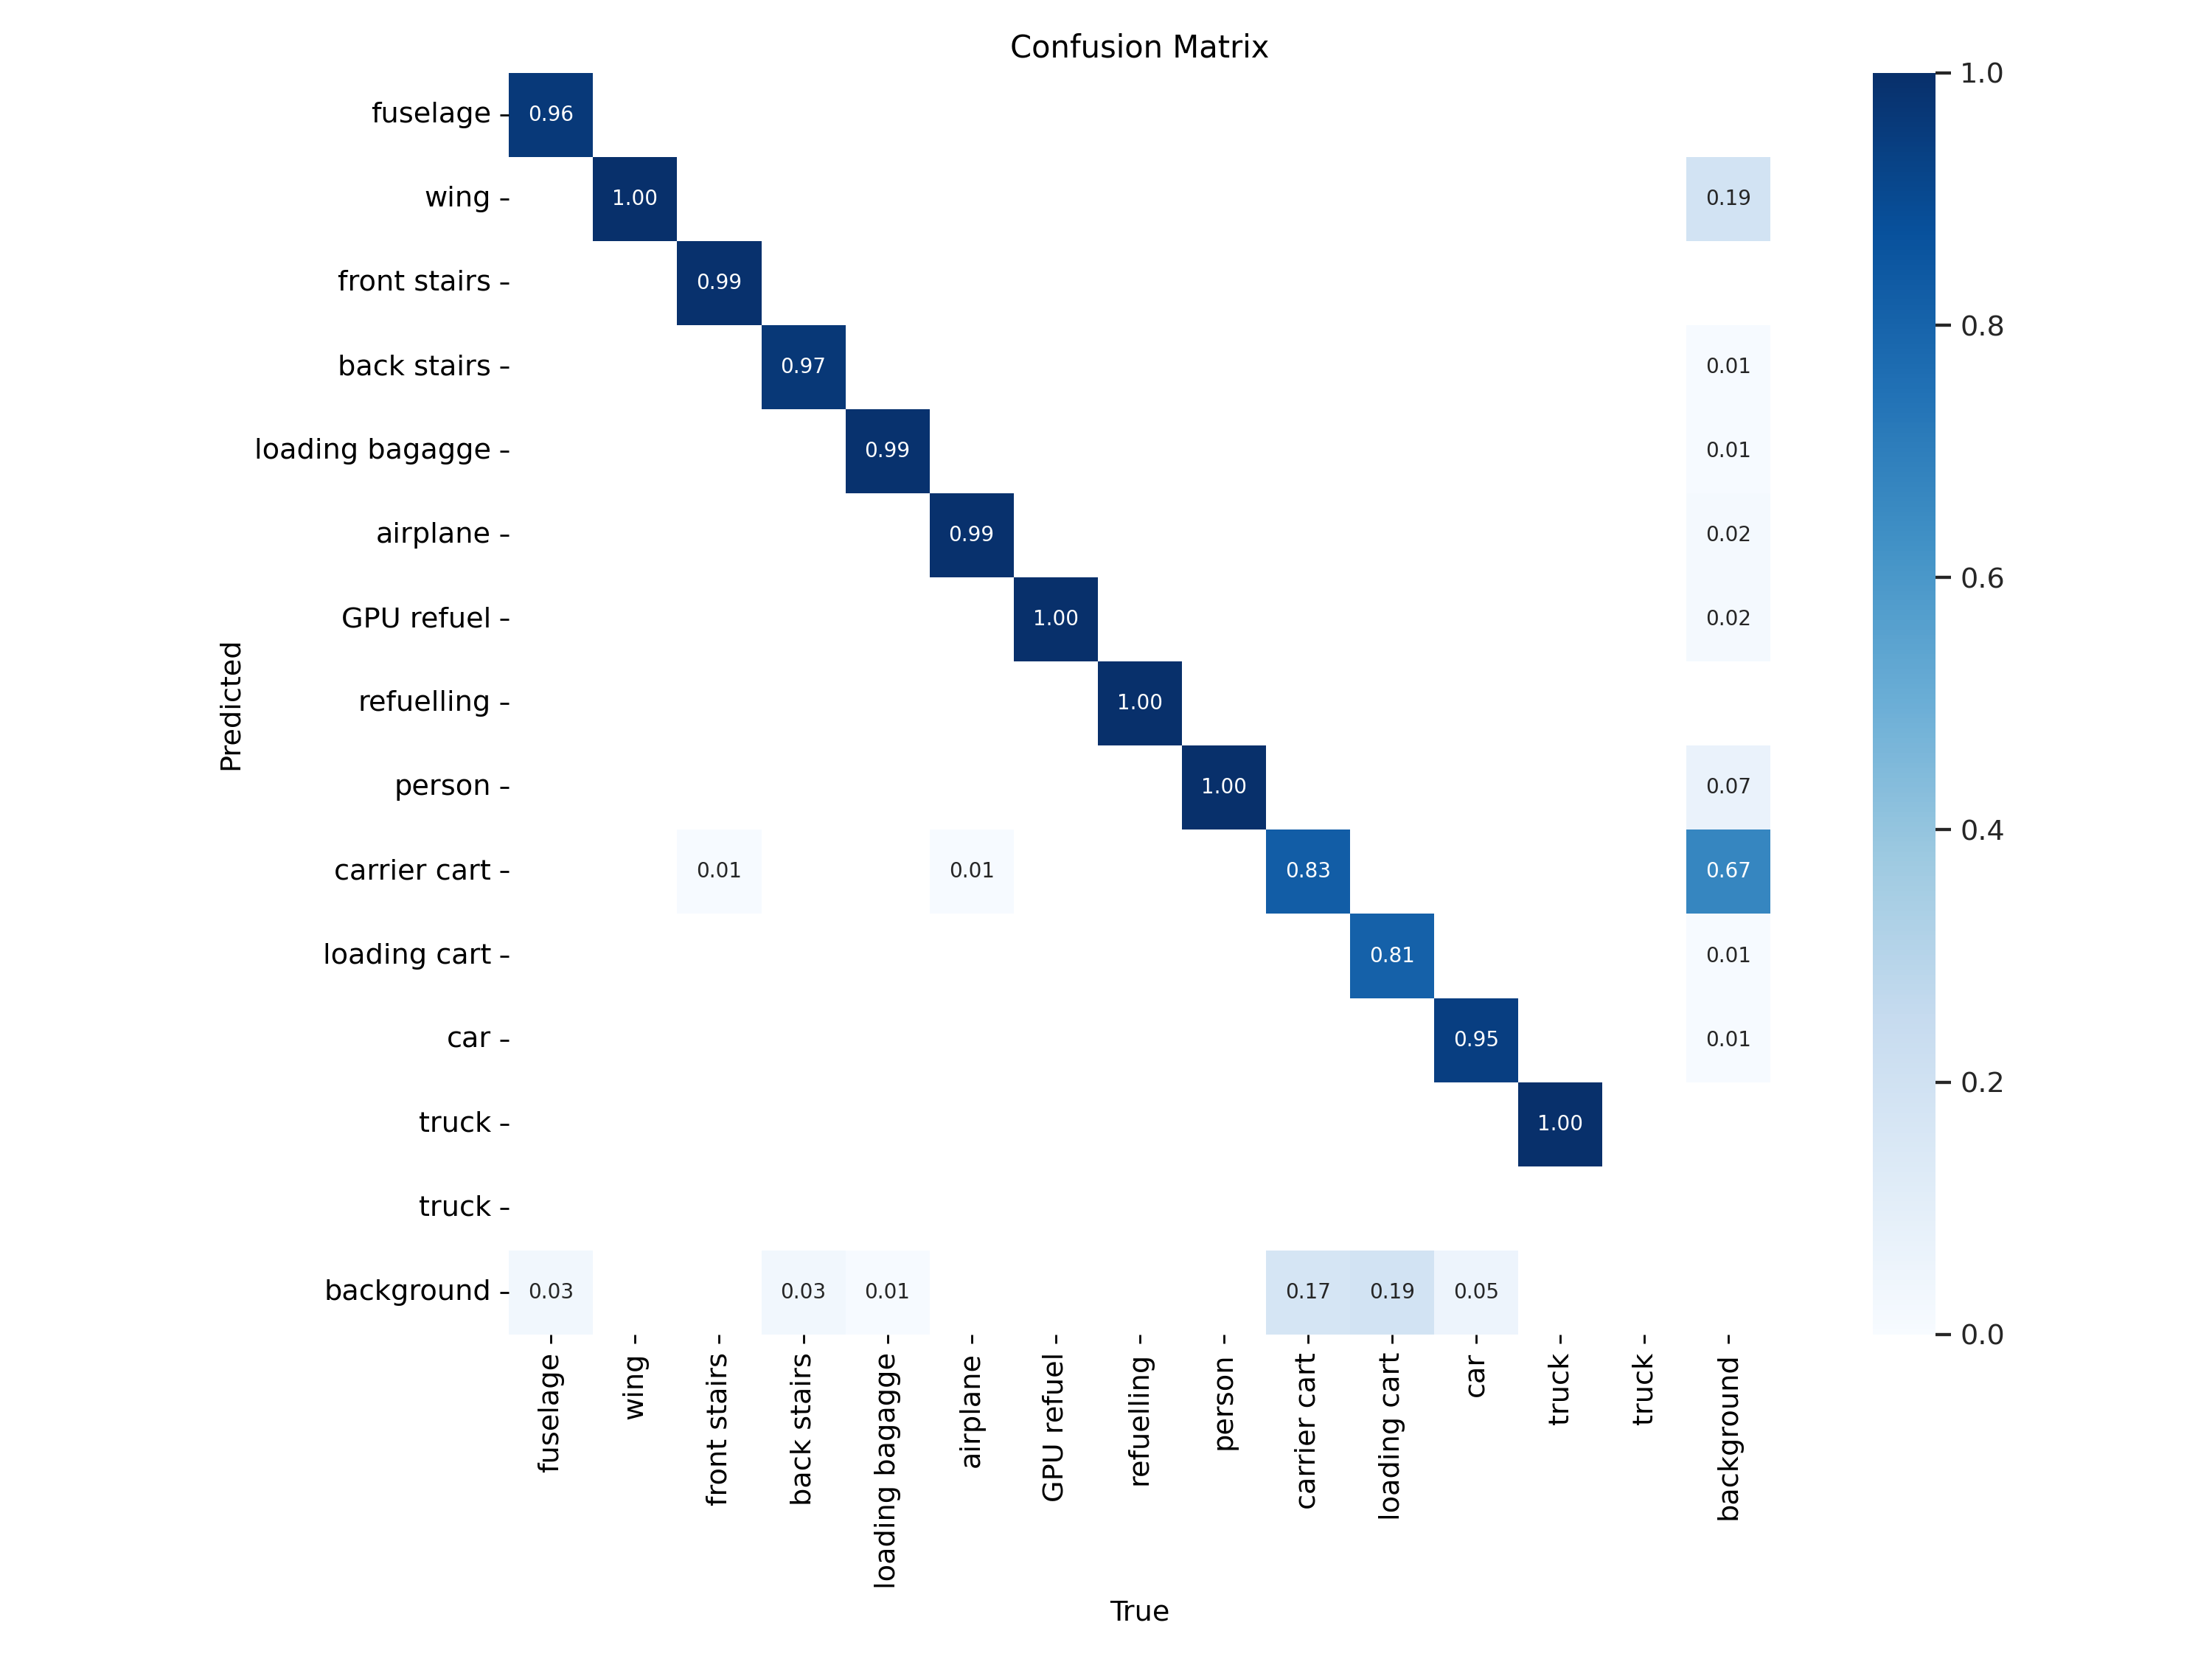 Confusion Matrix
fuselage 0.96
wing 1.00 0.19
front stairs 0.99
back stairs 0.97 0.01
loading bagagge 0.99 0.01
airplane 0.99 0.02
GPU refuel 1.00 0.02
refuelling 1.00
person 1.00 0.07
carrier cart 0.01 0.01 0.83 0.67
loading cart 0.81 0.01
car 0.95 0.01
truck 1.00
truck
background 0.03 0.03 0.01 0.17 0.19 0.05
Predicted
fuselage
wing
front stairs
back stairs
loading bagagge
airplane
GPU refuel
refuelling
person
carrier cart
loading cart
car
truck
truck
background
True
1.0
0.8
0.6
0.4
0.2
0.0